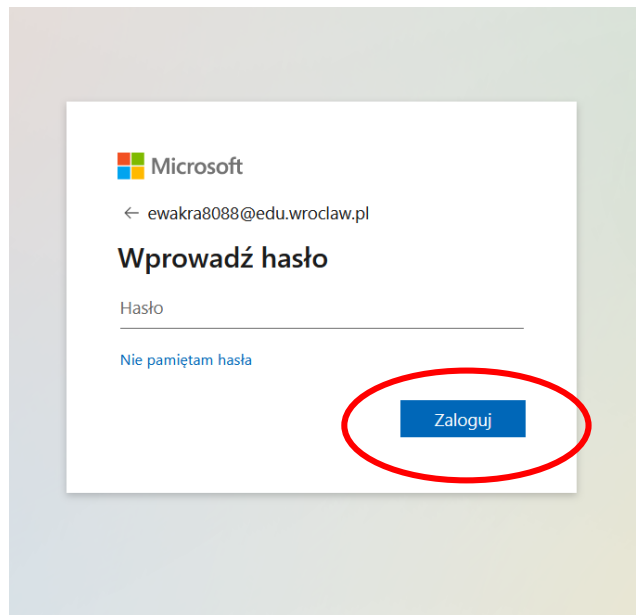 Microsoft
← ewakra8088@edu.wroclaw.pl
Wprowadź hasło
Hasło
Nie pamiętam hasła
Zaloguj